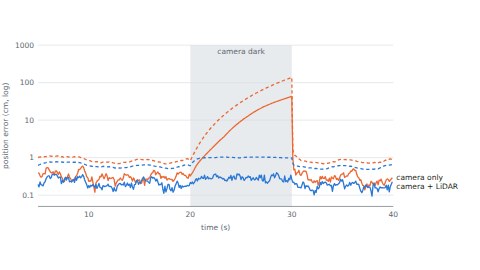 1000
100
10
1
0.1
position error (cm, log)
camera dark
camera only
camera + LiDAR
10
20
30
40
time (s)